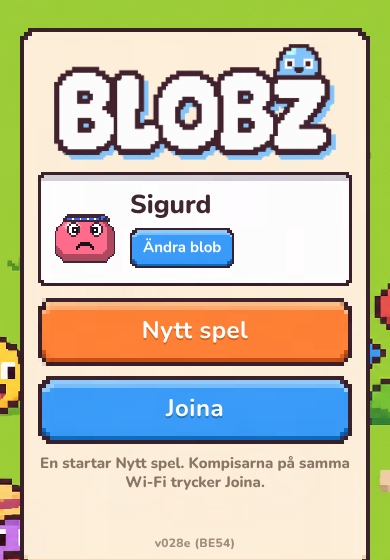 BLOBZ
Sigurd
Ändra blob
Nytt spel
Joina
En startar Nytt spel. Kompisarna på samma
Wi-Fi trycker Joina.
v028e (BE54)